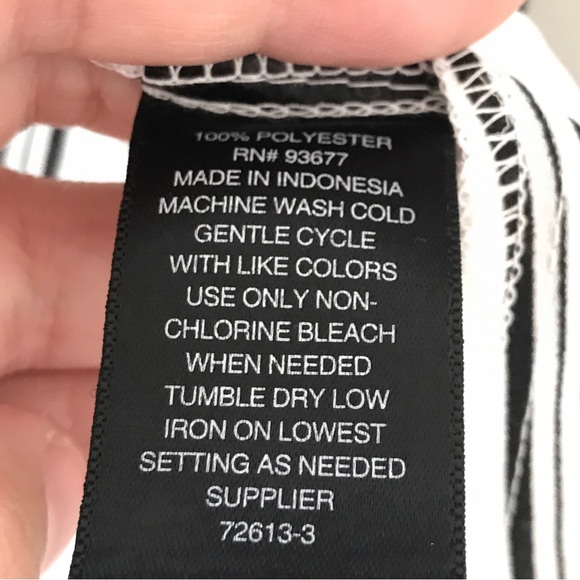 100% POLYESTER
RN# 93677
MADE IN INDONESIA
MACHINE WASH COLD
GENTLE CYCLE
WITH LIKE COLORS
USE ONLY NON-
CHLORINE BLEACH
WHEN NEEDED
TUMBLE DRY LOW
IRON ON LOWEST
SETTING AS NEEDED
SUPPLIER
72613-3